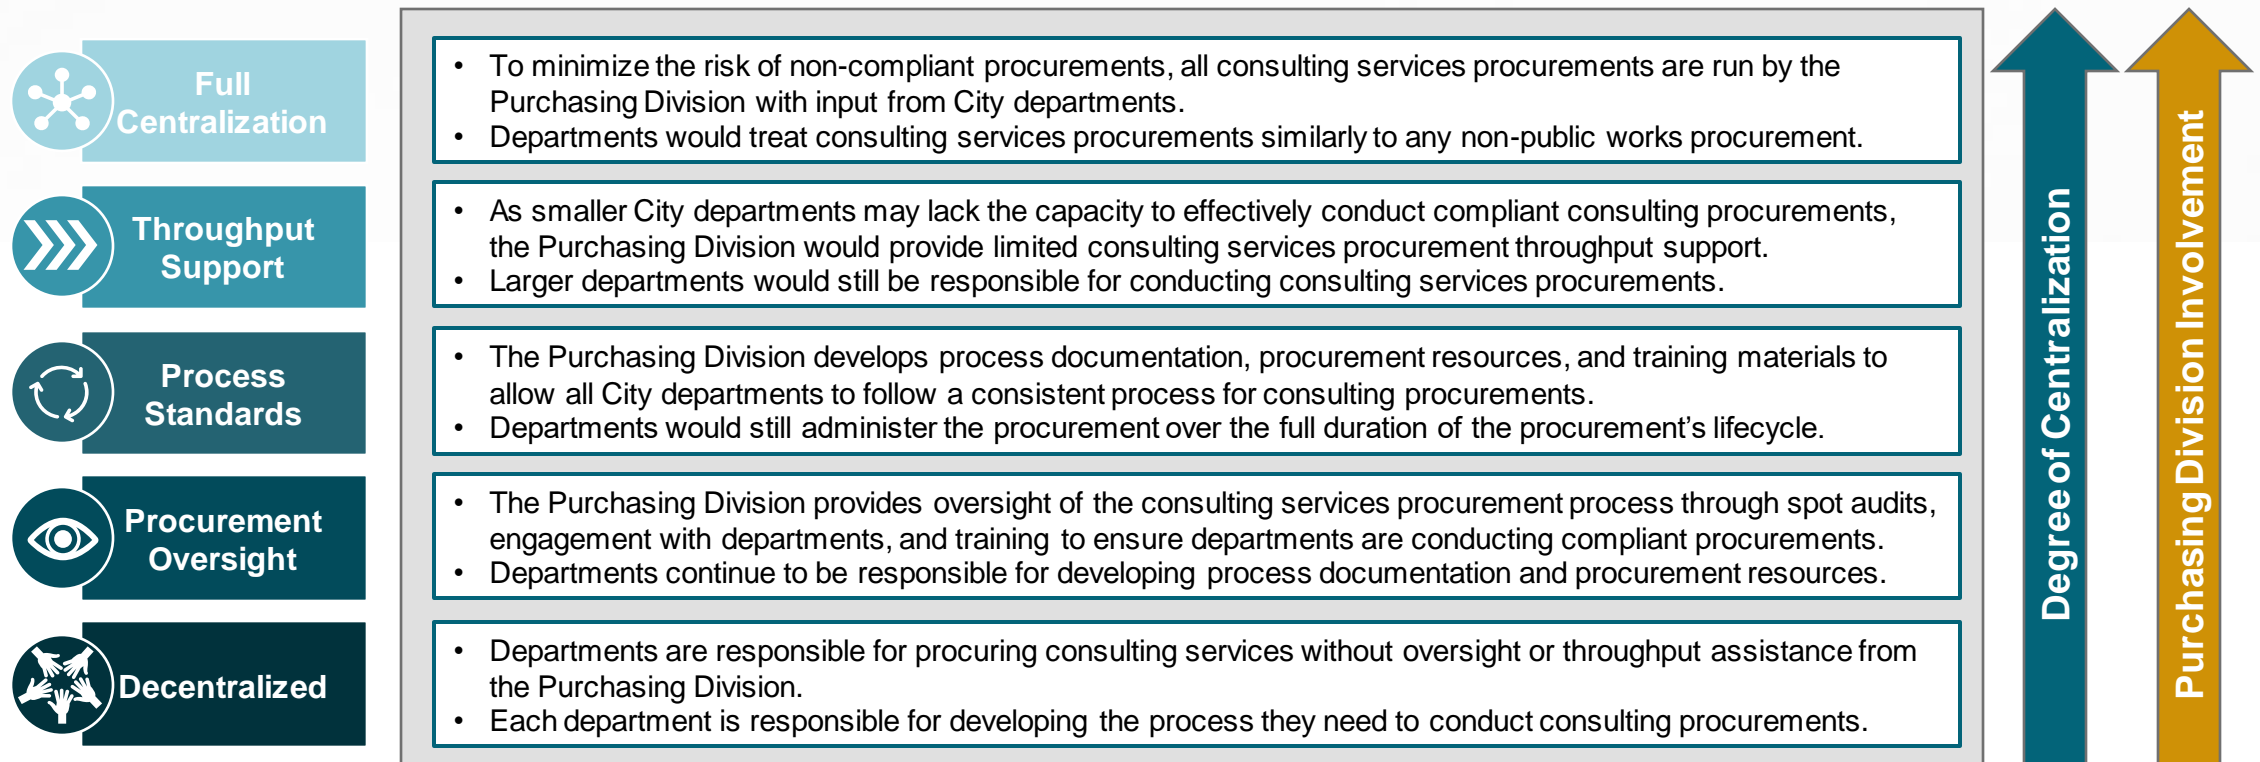 Full
Centralization
• To minimize the risk of non-compliant procurements, all consulting services procurements are run by the
Purchasing Division with input from City departments.
• Departments would treat consulting services procurements similarly to any non-public works procurement.
Throughput
Support
• As smaller City departments may lack the capacity to effectively conduct compliant consulting procurements,
the Purchasing Division would provide limited consulting services procurement throughput support.
• Larger departments would still be responsible for conducting consulting services procurements.
Process
Standards
• The Purchasing Division develops process documentation, procurement resources, and training materials to
allow all City departments to follow a consistent process for consulting procurements.
• Departments would still administer the procurement over the full duration of the procurement’s lifecycle.
Procurement
Oversight
• The Purchasing Division provides oversight of the consulting services procurement process through spot audits,
engagement with departments, and training to ensure departments are conducting compliant procurements.
• Departments continue to be responsible for developing process documentation and procurement resources.
Decentralized
• Departments are responsible for procuring consulting services without oversight or throughput assistance from
the Purchasing Division.
• Each department is responsible for developing the process they need to conduct consulting procurements.
Degree of Centralization
Purchasing Division Involvement